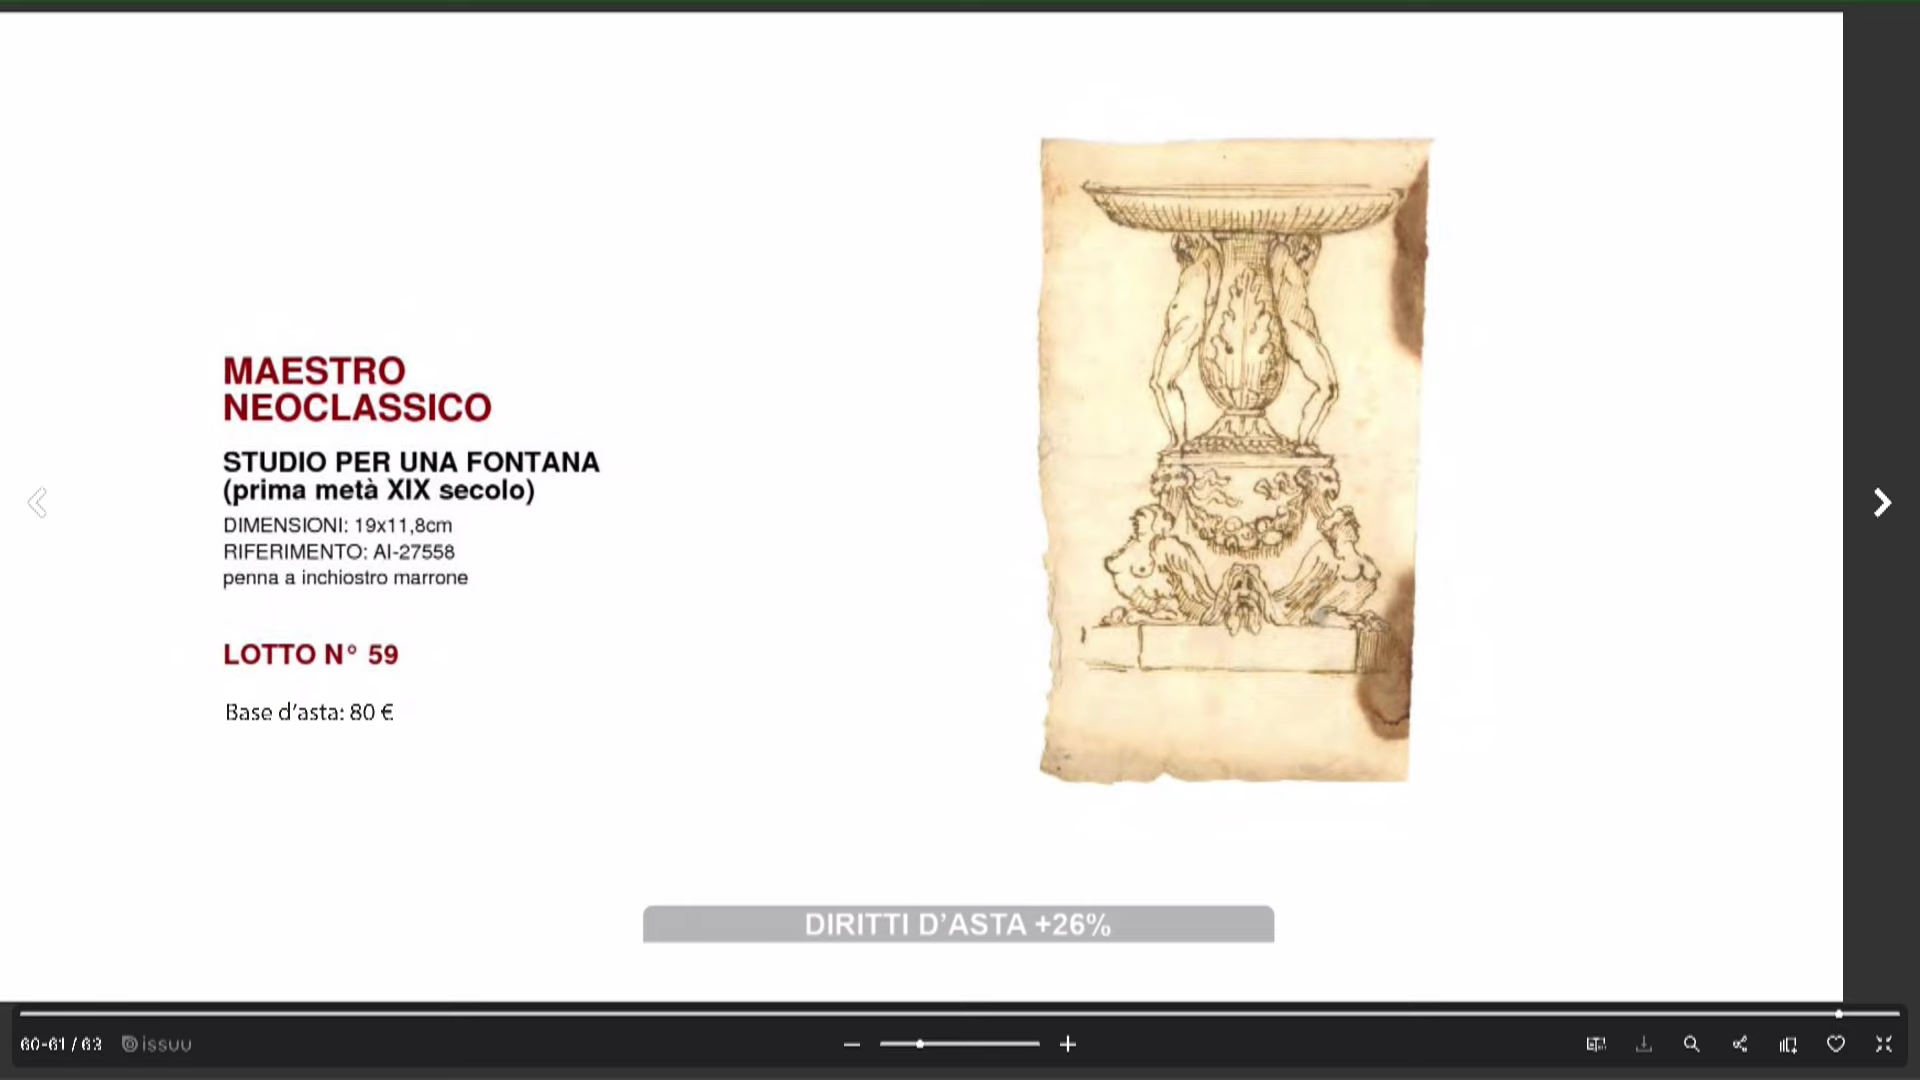 MAESTRO
NEOCLASSICO
STUDIO PER UNA FONTANA
(prima metà XIX secolo)
DIMENSIONI: 19x11,8cm
RIFERIMENTO: AI-27558
penna a inchiostro marrone
LOTTO N° 59
Base d'asta: 80 €
DIRITTI D'ASTA +26%
60-61 / 63
issuu